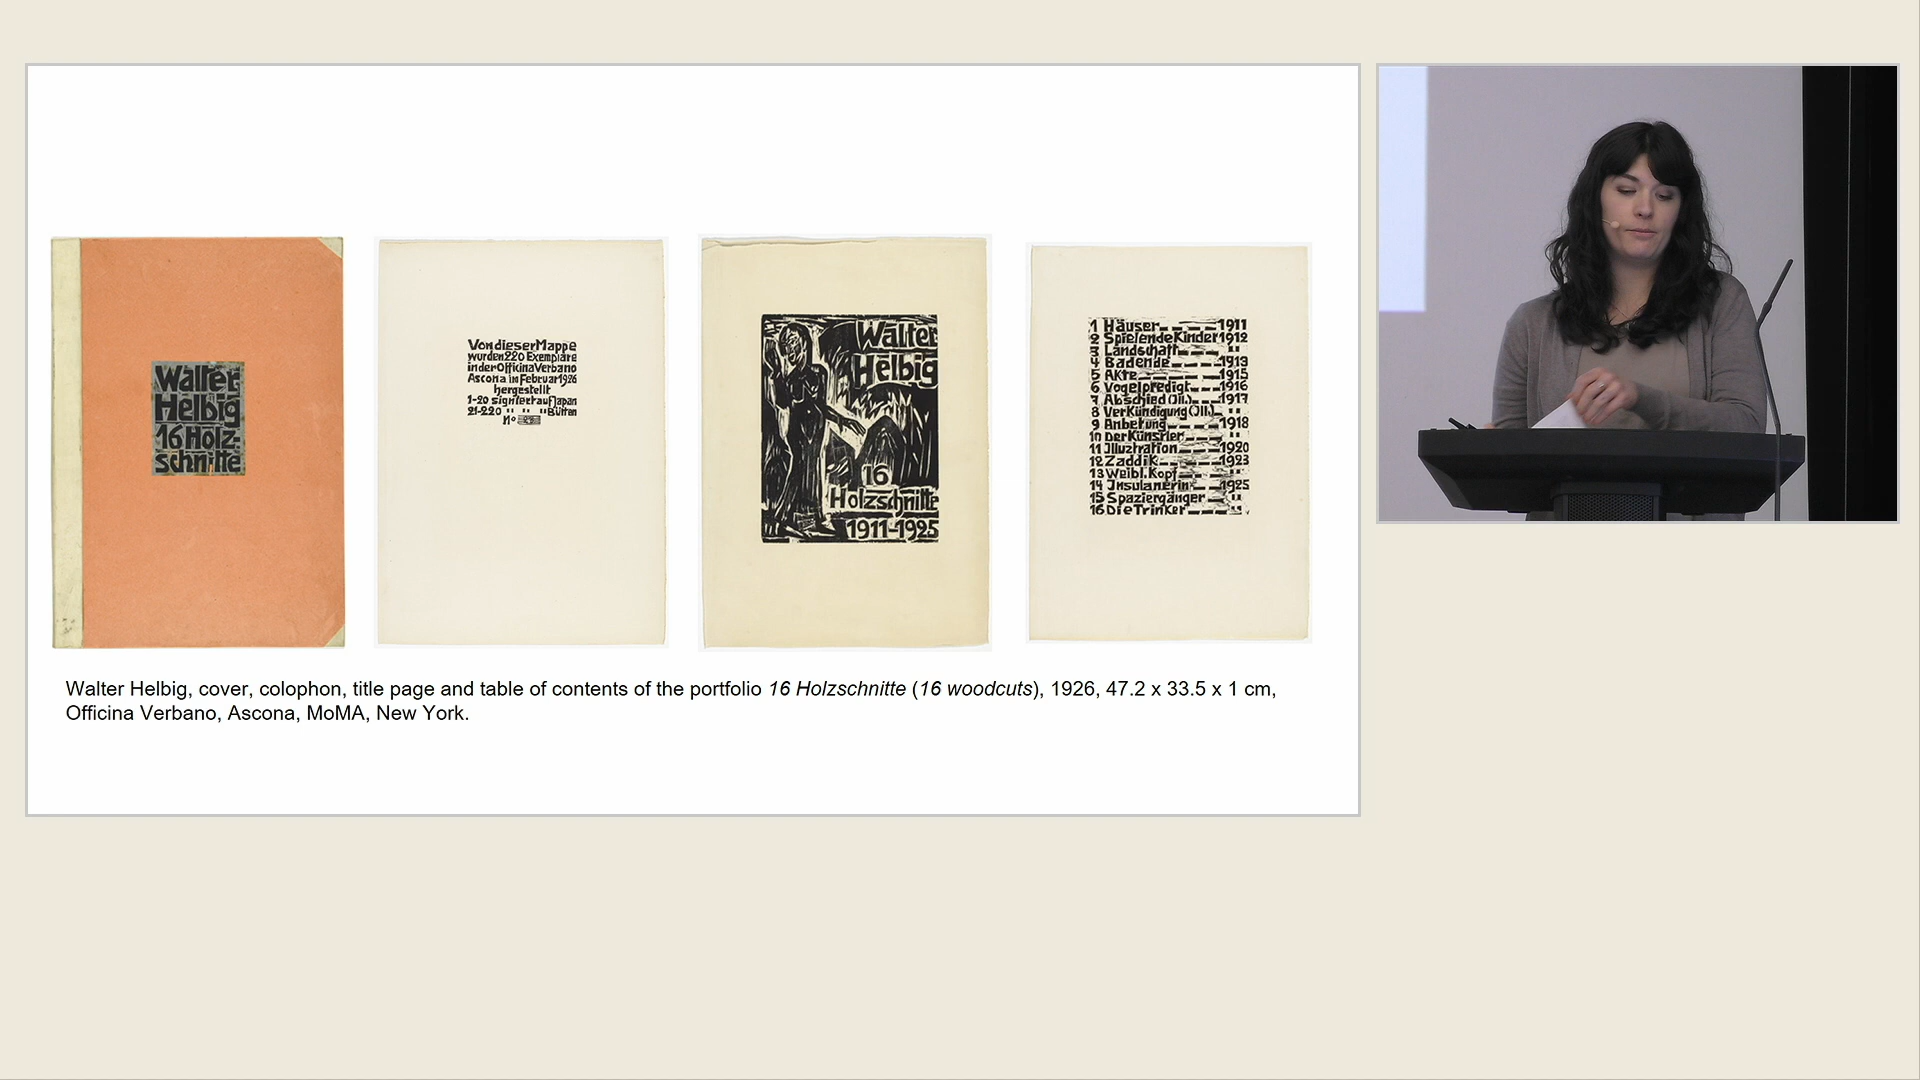 Walter
Helbig
16 Holz-
schnitte
Von dieser Mappe
wurden 220 Exemplare
in der Officina Verbano
Ascona im Februar 1926
hergestellt
1-20 signiert auf Japan
21-220 " " " Bütten
No
Walter
Helbig
16
Holzschnitte
1911-1925
1 Häuser 1911
2 Spielende Kinder 1912
3 Landschaft "
4 Badende 1913
5 Akte 1915
6 Vogelpredigt 1916
7 Abschied (Jll.) 1917
8 Verkündigung (Jll.) "
9 Anbetung 1918
10 Der Künstler "
11 Illuztration 1920
12 Zaddik 1923
13 Weibl. Kopf "
14 Jnsulanerin 1925
15 Spaziergänger "
16 Die Trinker "
Walter Helbig, cover, colophon, title page and table of contents of the portfolio 16 Holzschnitte (16 woodcuts), 1926, 47.2 x 33.5 x 1 cm,
Officina Verbano, Ascona, MoMA, New York.